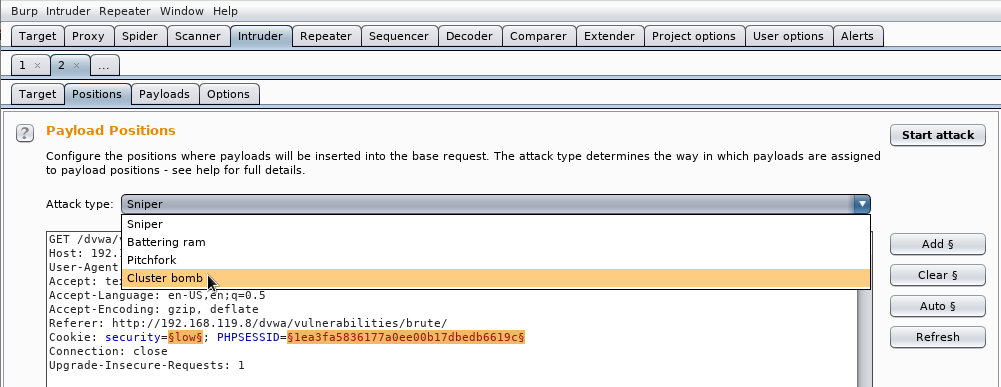 Burp Intruder Repeater Window Help
Target Proxy Spider Scanner Intruder Repeater Sequencer Decoder Comparer Extender Project options User options Alerts
1 × 2 × ...
Target Positions Payloads Options
? Payload Positions Start attack
Configure the positions where payloads will be inserted into the base request. The attack type determines the way in which payloads are assigned
to payload positions - see help for full details.
Attack type: Sniper
Sniper
Battering ram
Pitchfork
Cluster bomb
GET /dvwa/
Host: 192.
User-Agent
Accept: te
Accept-Language: en-US,en;q=0.5
Accept-Encoding: gzip, deflate
Referer: http://192.168.119.8/dvwa/vulnerabilities/brute/
Cookie: security=§low§; PHPSESSID=§1ea3fa5836177a0ee00b17dbedb6619c§
Connection: close
Upgrade-Insecure-Requests: 1
Add §
Clear §
Auto §
Refresh